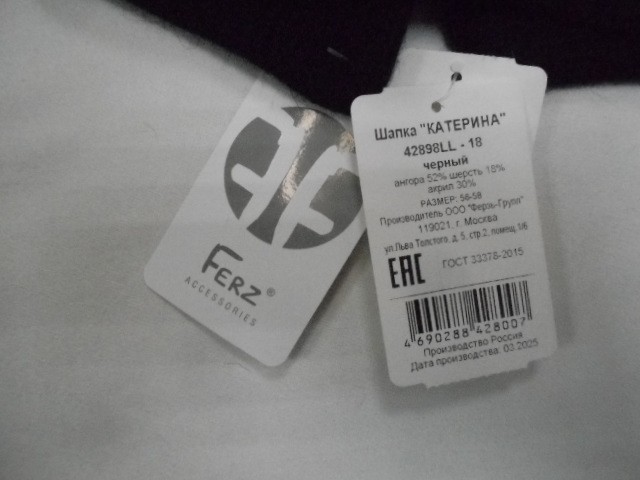 FERZ®
ACCESSORIES
Шапка "КАТЕРИНА"
42898LL - 18
черный
ангора 52% шерсть 18%
акрил 30%
РАЗМЕР: 56-58
Производитель ООО "Ферзь-Групп"
119021, г. Москва
ул.Льва Толстого, д. 5, стр.2, помещ. 1/6
ЕАС ГОСТ 33378-2015
4 690288 428007
Производство Россия
Дата производства: 03.2025